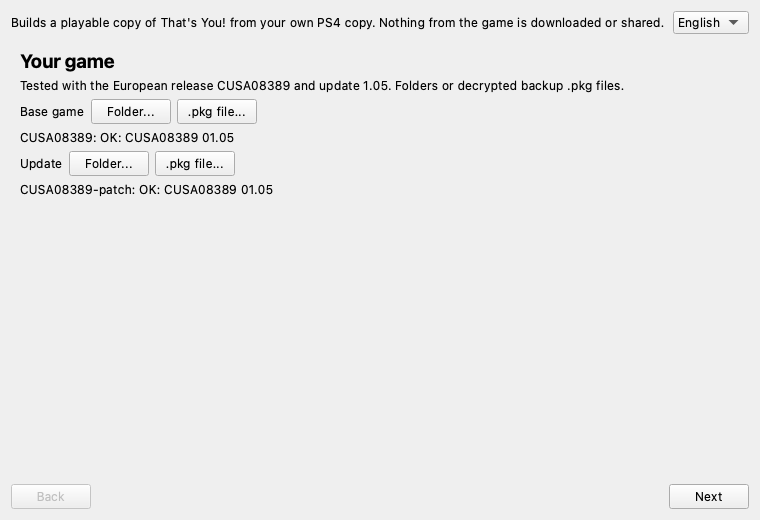 Builds a playable copy of That's You! from your own PS4 copy. Nothing from the game is downloaded or shared. English
Your game
Tested with the European release CUSA08389 and update 1.05. Folders or decrypted backup .pkg files.
Base game Folder... .pkg file...
CUSA08389: OK: CUSA08389 01.05
Update Folder... .pkg file...
CUSA08389-patch: OK: CUSA08389 01.05
Back Next